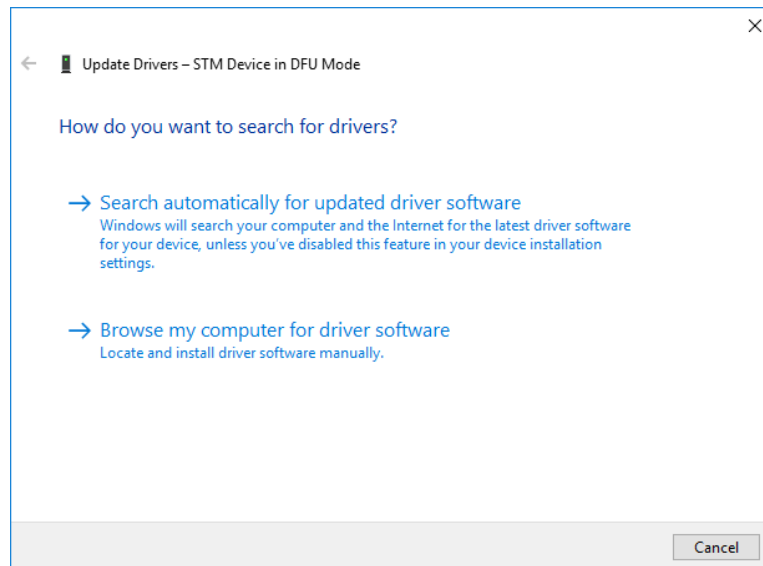 Update Drivers – STM Device in DFU Mode
How do you want to search for drivers?
Search automatically for updated driver software
Windows will search your computer and the Internet for the latest driver software
for your device, unless you've disabled this feature in your device installation
settings.
Browse my computer for driver software
Locate and install driver software manually.
Cancel